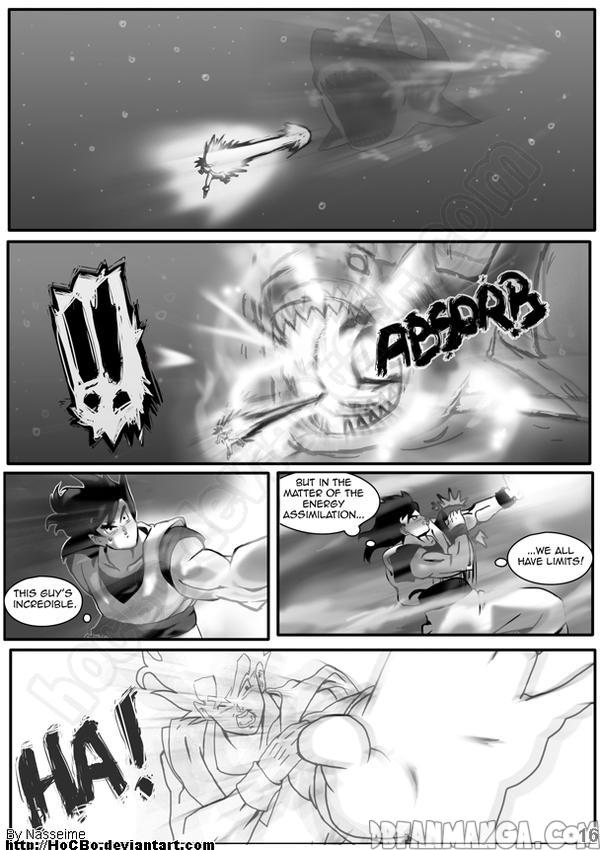 !!
ABSORB
THIS GUY'S
INCREDIBLE.
BUT IN THE
MATTER OF THE
ENERGY
ASSIMILATION...
...WE ALL
HAVE LIMITS!
HA!
By Nasseime
http://HoCBo.deviantart.com
DBFANMANGA.COM
16